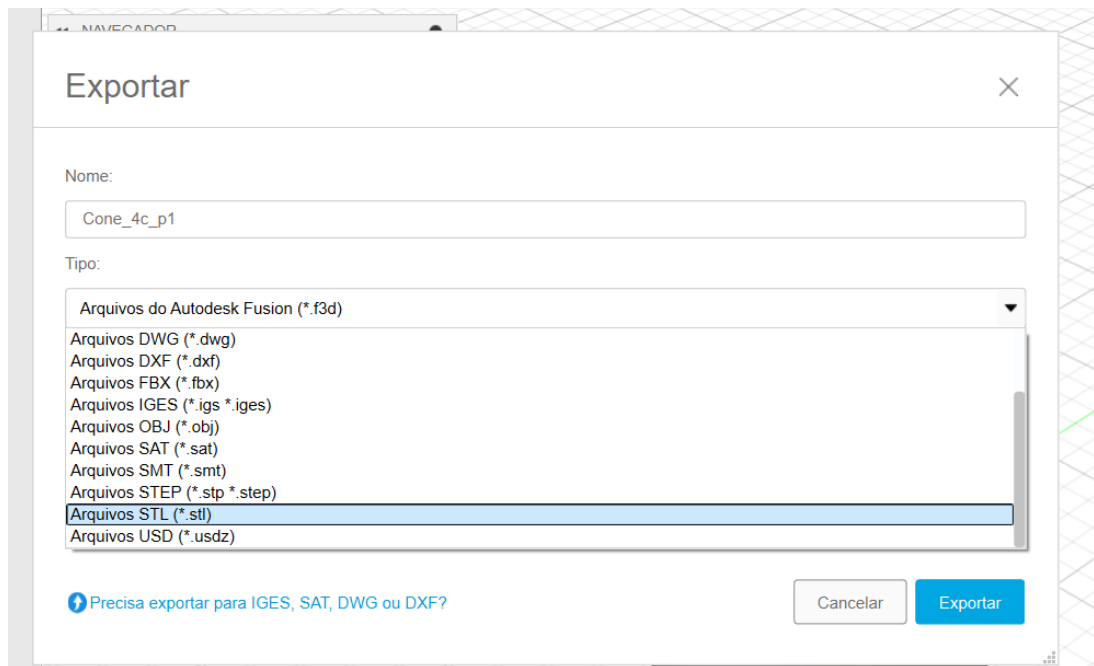 NAVEGADOR
Exportar
Nome:
Cone_4c_p1
Tipo:
Arquivos do Autodesk Fusion (*.f3d)
Arquivos DWG (*.dwg)
Arquivos DXF (*.dxf)
Arquivos FBX (*.fbx)
Arquivos IGES (*.igs *.iges)
Arquivos OBJ (*.obj)
Arquivos SAT (*.sat)
Arquivos SMT (*.smt)
Arquivos STEP (*.stp *.step)
Arquivos STL (*.stl)
Arquivos USD (*.usdz)
Precisa exportar para IGES, SAT, DWG ou DXF?
Cancelar
Exportar